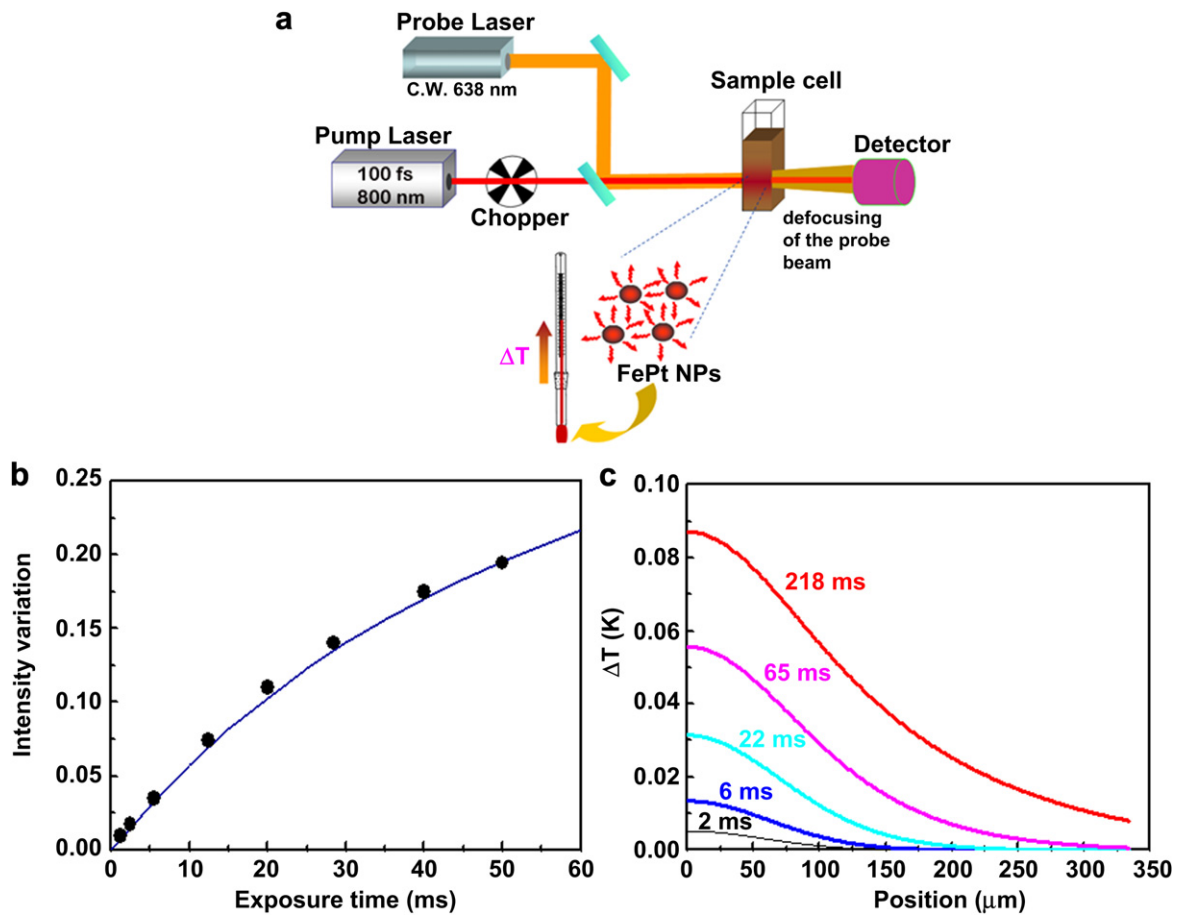 a
Probe Laser
C.W. 638 nm
Sample cell
Pump Laser
100 fs
800 nm
Chopper
Detector
defocusing
of the probe
beam
ΔT
FePt NPs
b
Intensity variation
0.25
0.20
0.15
0.10
0.05
0.00
0 10 20 30 40 50 60
Exposure time (ms)
c
ΔT (K)
0.10
0.08
0.06
0.04
0.02
0.00
218 ms
65 ms
22 ms
6 ms
2 ms
0 50 100 150 200 250 300 350
Position (μm)